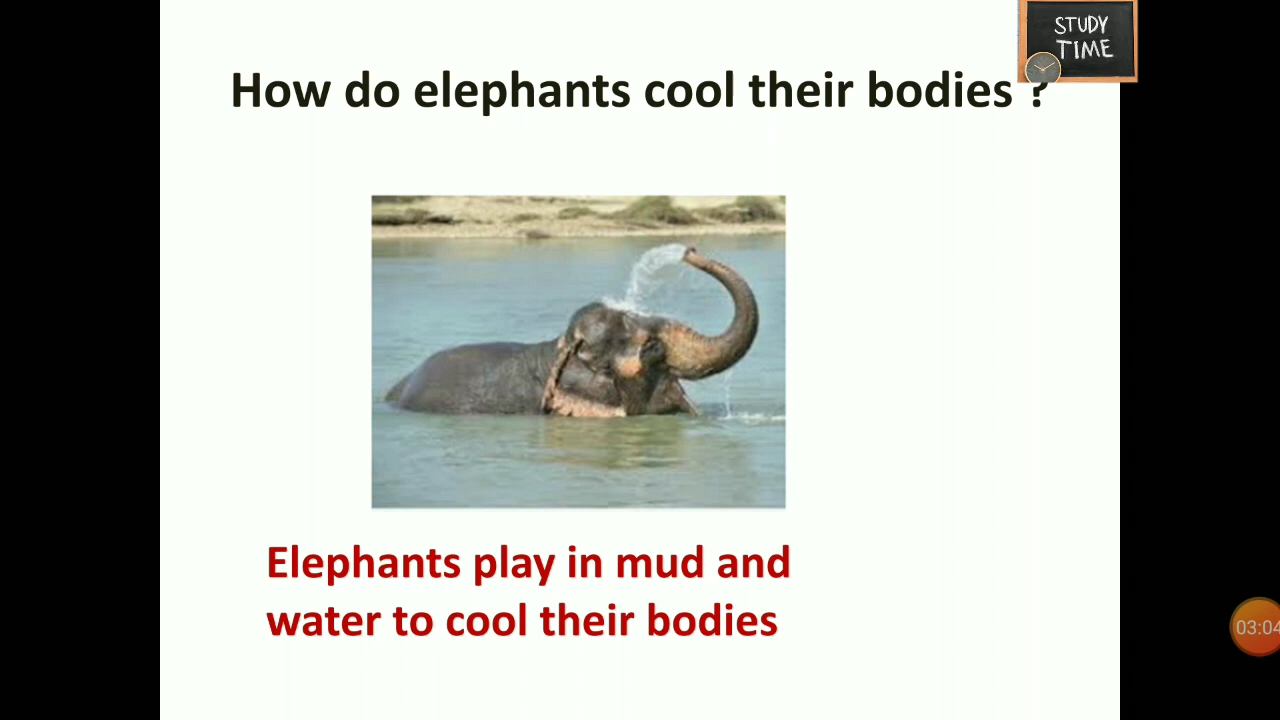 STUDY
TIME
How do elephants cool their bodies ?
Elephants play in mud and
water to cool their bodies
03:04